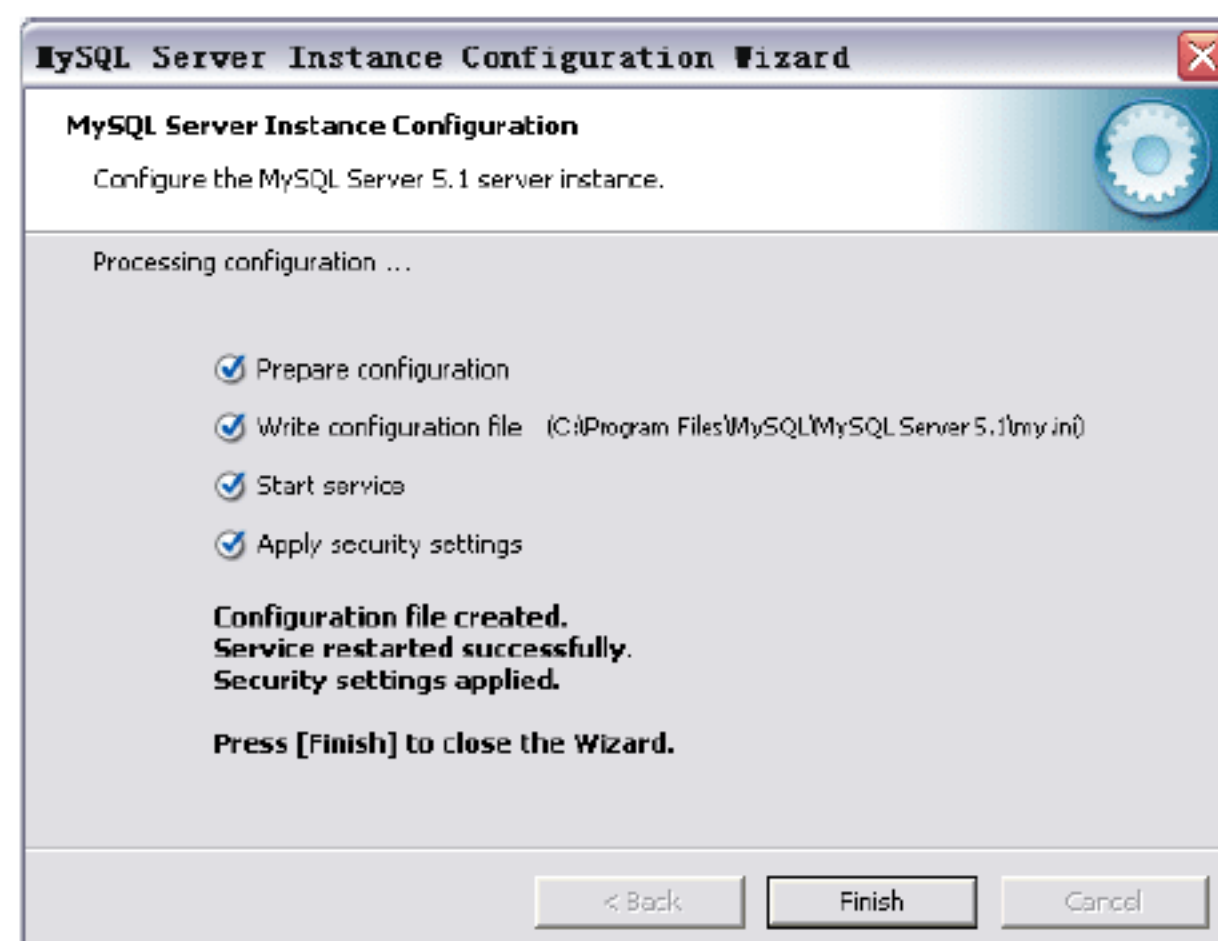 MySQL Server Instance Configuration Wizard
MySQL Server Instance Configuration
Configure the MySQL Server 5.1 server instance.
Processing configuration ...
Prepare configuration
Write configuration file (C:\Program Files\MySQL\MySQL Server 5.1\my.ini)
Start service
Apply security settings
Configuration file created.
Service restarted successfully.
Security settings applied.
Press [Finish] to close the Wizard.
< Back Finish Cancel